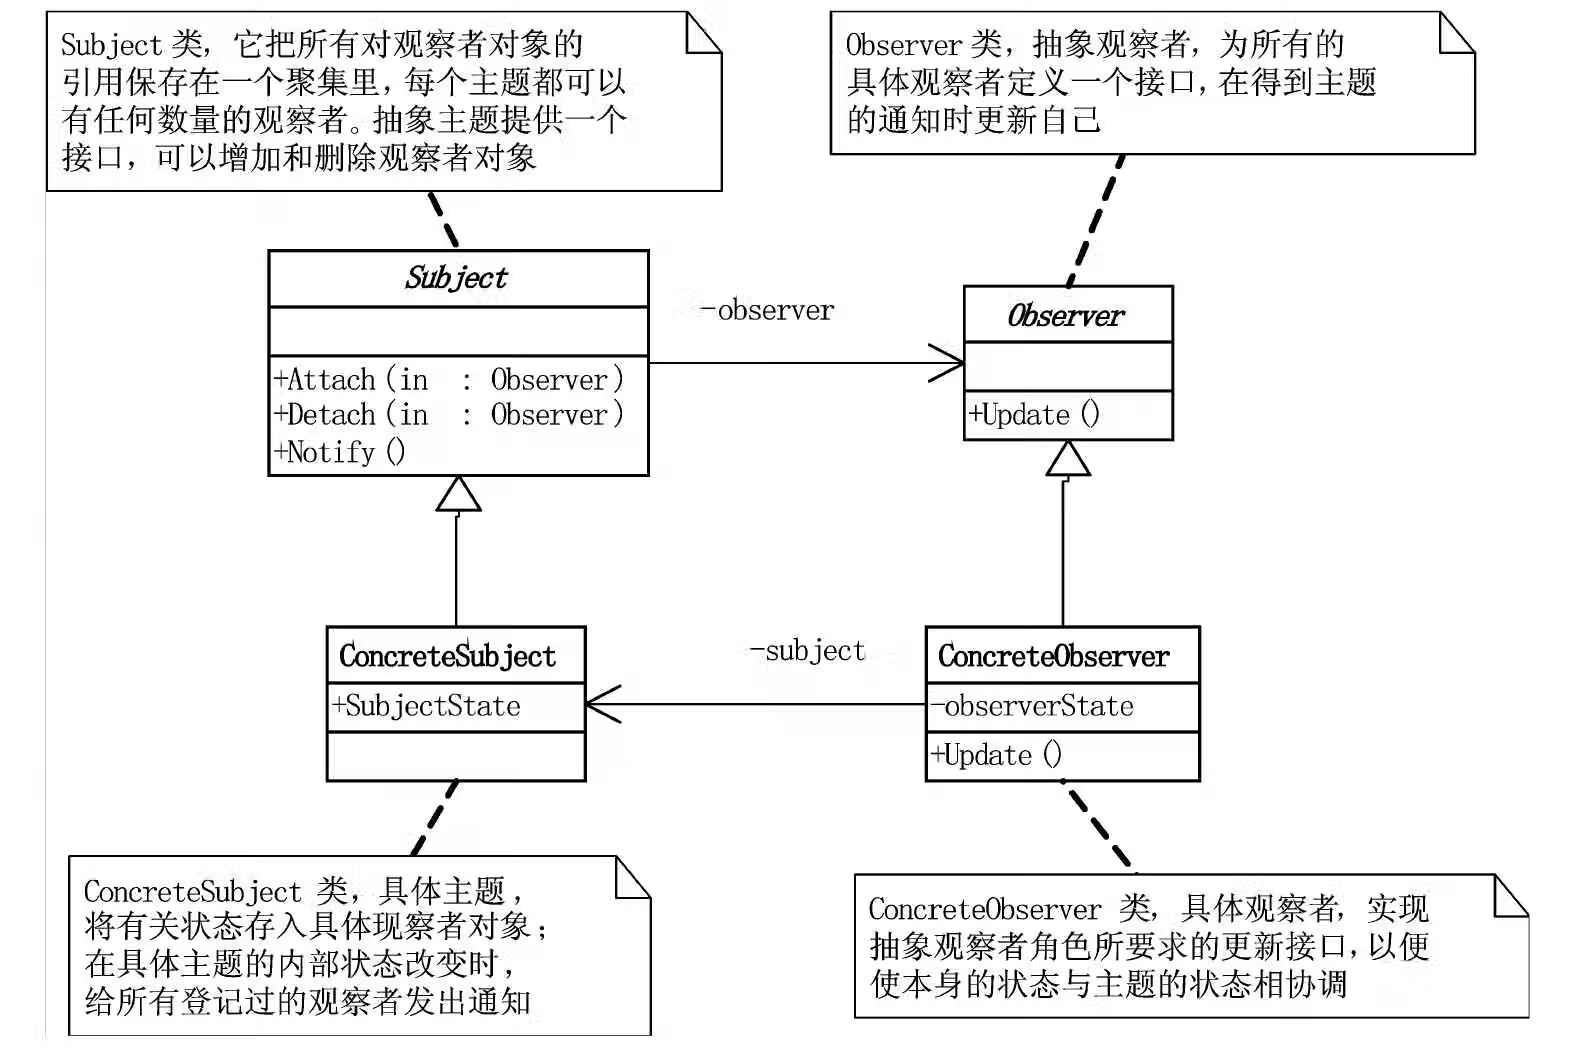 Subject 类，它把所有对观察者对象的
引用保存在一个聚集里，每个主题都可以
有任何数量的观察者。抽象主题提供一个
接口，可以增加和删除观察者对象
Observer 类，抽象观察者，为所有的
具体观察者定义一个接口，在得到主题
的通知时更新自己
Subject
+Attach(in : Observer)
+Detach(in : Observer)
+Notify()
-observer
Observer
+Update()
ConcreteSubject
+SubjectState
-subject
ConcreteObserver
-observerState
+Update()
ConcreteSubject 类，具体主题，
将有关状态存入具体现察者对象；
在具体主题的内部状态改变时，
给所有登记过的观察者发出通知
ConcreteObserver 类，具体观察者，实现
抽象观察者角色所要求的更新接口，以便
使本身的状态与主题的状态相协调